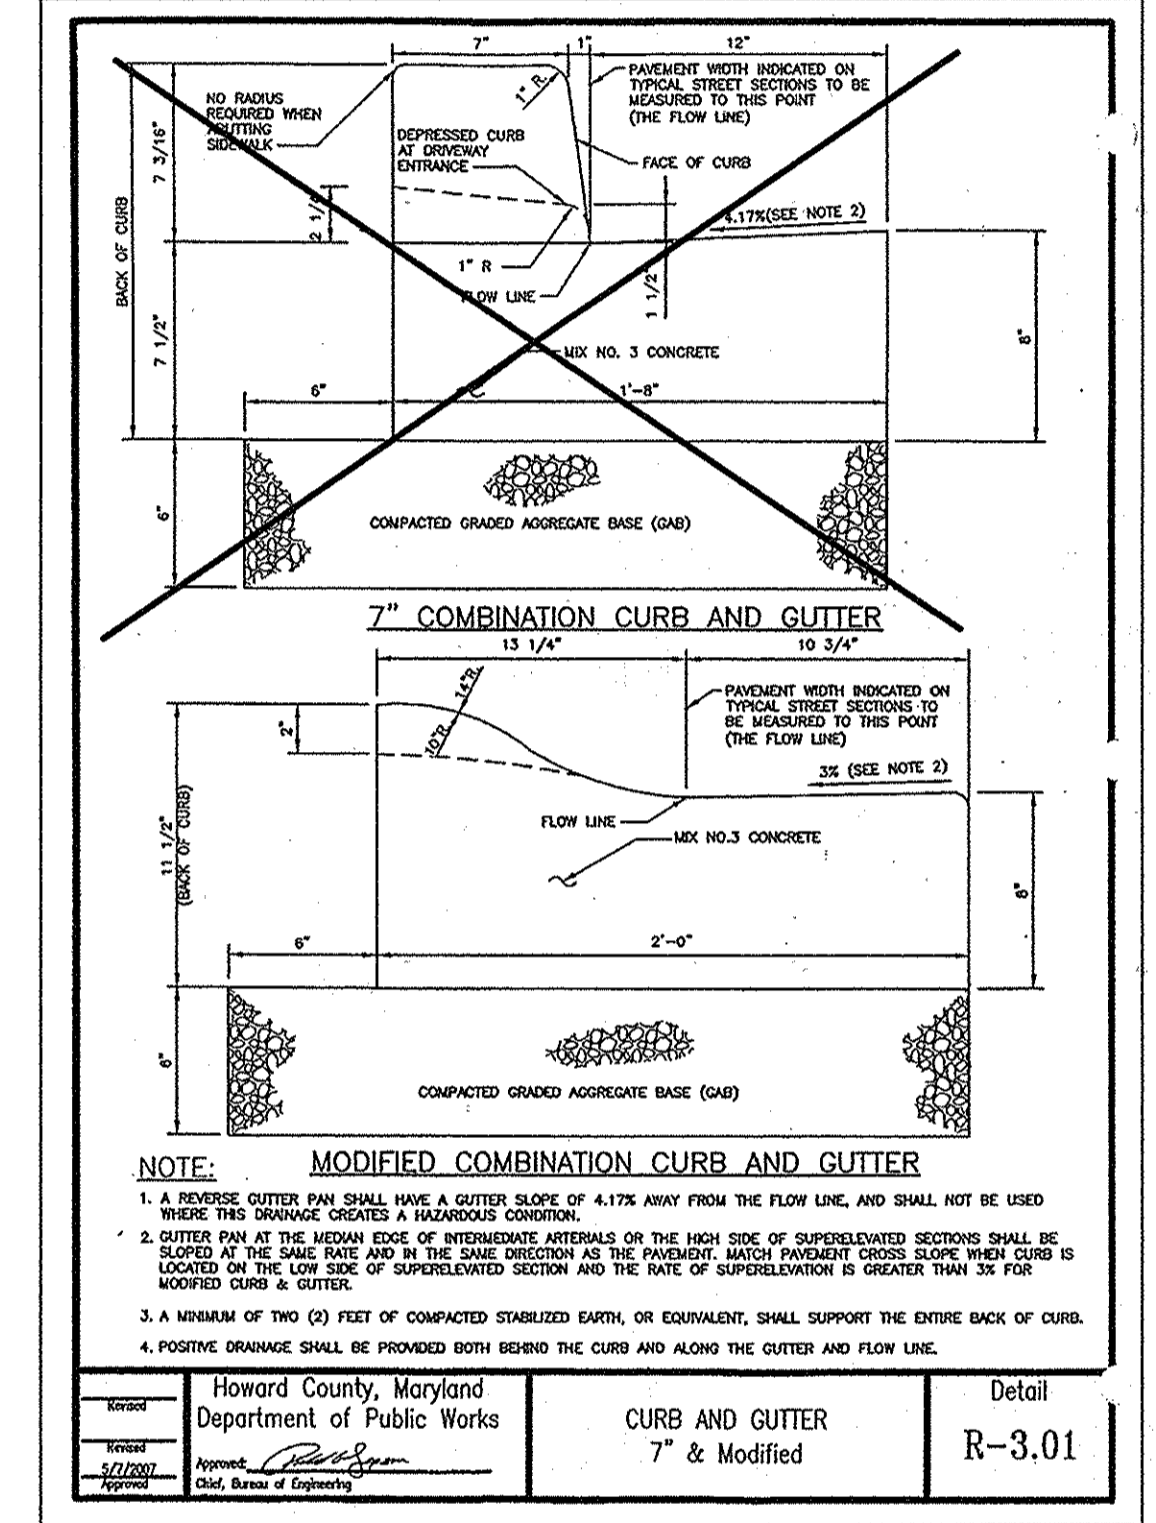 7"
1"
12"
NO RADIUS
REQUIRED WHEN
ABUTTING
SIDEWALK
1" R.
PAVEMENT WIDTH INDICATED ON
TYPICAL STREET SECTIONS TO BE
MEASURED TO THIS POINT
(THE FLOW LINE)
DEPRESSED CURB
AT DRIVEWAY
ENTRANCE
FACE OF CURB
7 3/16"
BACK OF CURB
2 1/
4.17%(SEE NOTE 2)
1" R
FLOW LINE
1 1/2"
7 1/2"
8"
MIX NO. 3 CONCRETE
6"
1'-8"
6"
COMPACTED GRADED AGGREGATE BASE (GAB)
7" COMBINATION CURB AND GUTTER
13 1/4"
10 3/4"
14"R.
10"R.
2"
PAVEMENT WIDTH INDICATED ON
TYPICAL STREET SECTIONS TO
BE MEASURED TO THIS POINT
(THE FLOW LINE)
3% (SEE NOTE 2)
FLOW LINE
MIX NO.3 CONCRETE
11 1/2"
(BACK OF CURB)
8"
6"
2'-0"
6"
COMPACTED GRADED AGGREGATE BASE (GAB)
MODIFIED COMBINATION CURB AND GUTTER
NOTE:
1. A REVERSE GUTTER PAN SHALL HAVE A GUTTER SLOPE OF 4.17% AWAY FROM THE FLOW LINE, AND SHALL NOT BE USED
WHERE THIS DRAINAGE CREATES A HAZARDOUS CONDITION.
2. GUTTER PAN AT THE MEDIAN EDGE OF INTERMEDIATE ARTERIALS OR THE HIGH SIDE OF SUPERELEVATED SECTIONS SHALL BE
SLOPED AT THE SAME RATE AND IN THE SAME DIRECTION AS THE PAVEMENT. MATCH PAVEMENT CROSS SLOPE WHEN CURB IS
LOCATED ON THE LOW SIDE OF SUPERELEVATED SECTION AND THE RATE OF SUPERELEVATION IS GREATER THAN 3% FOR
MODIFIED CURB & GUTTER.
3. A MINIMUM OF TWO (2) FEET OF COMPACTED STABILIZED EARTH, OR EQUIVALENT, SHALL SUPPORT THE ENTIRE BACK OF CURB.
4. POSITIVE DRAINAGE SHALL BE PROVIDED BOTH BEHIND THE CURB AND ALONG THE GUTTER AND FLOW LINE.
Revised
Revised
5/7/2007
Approved
Howard County, Maryland
Department of Public Works
Approved:
Chief, Bureau of Engineering
CURB AND GUTTER
7" & Modified
Detail
R-3.01